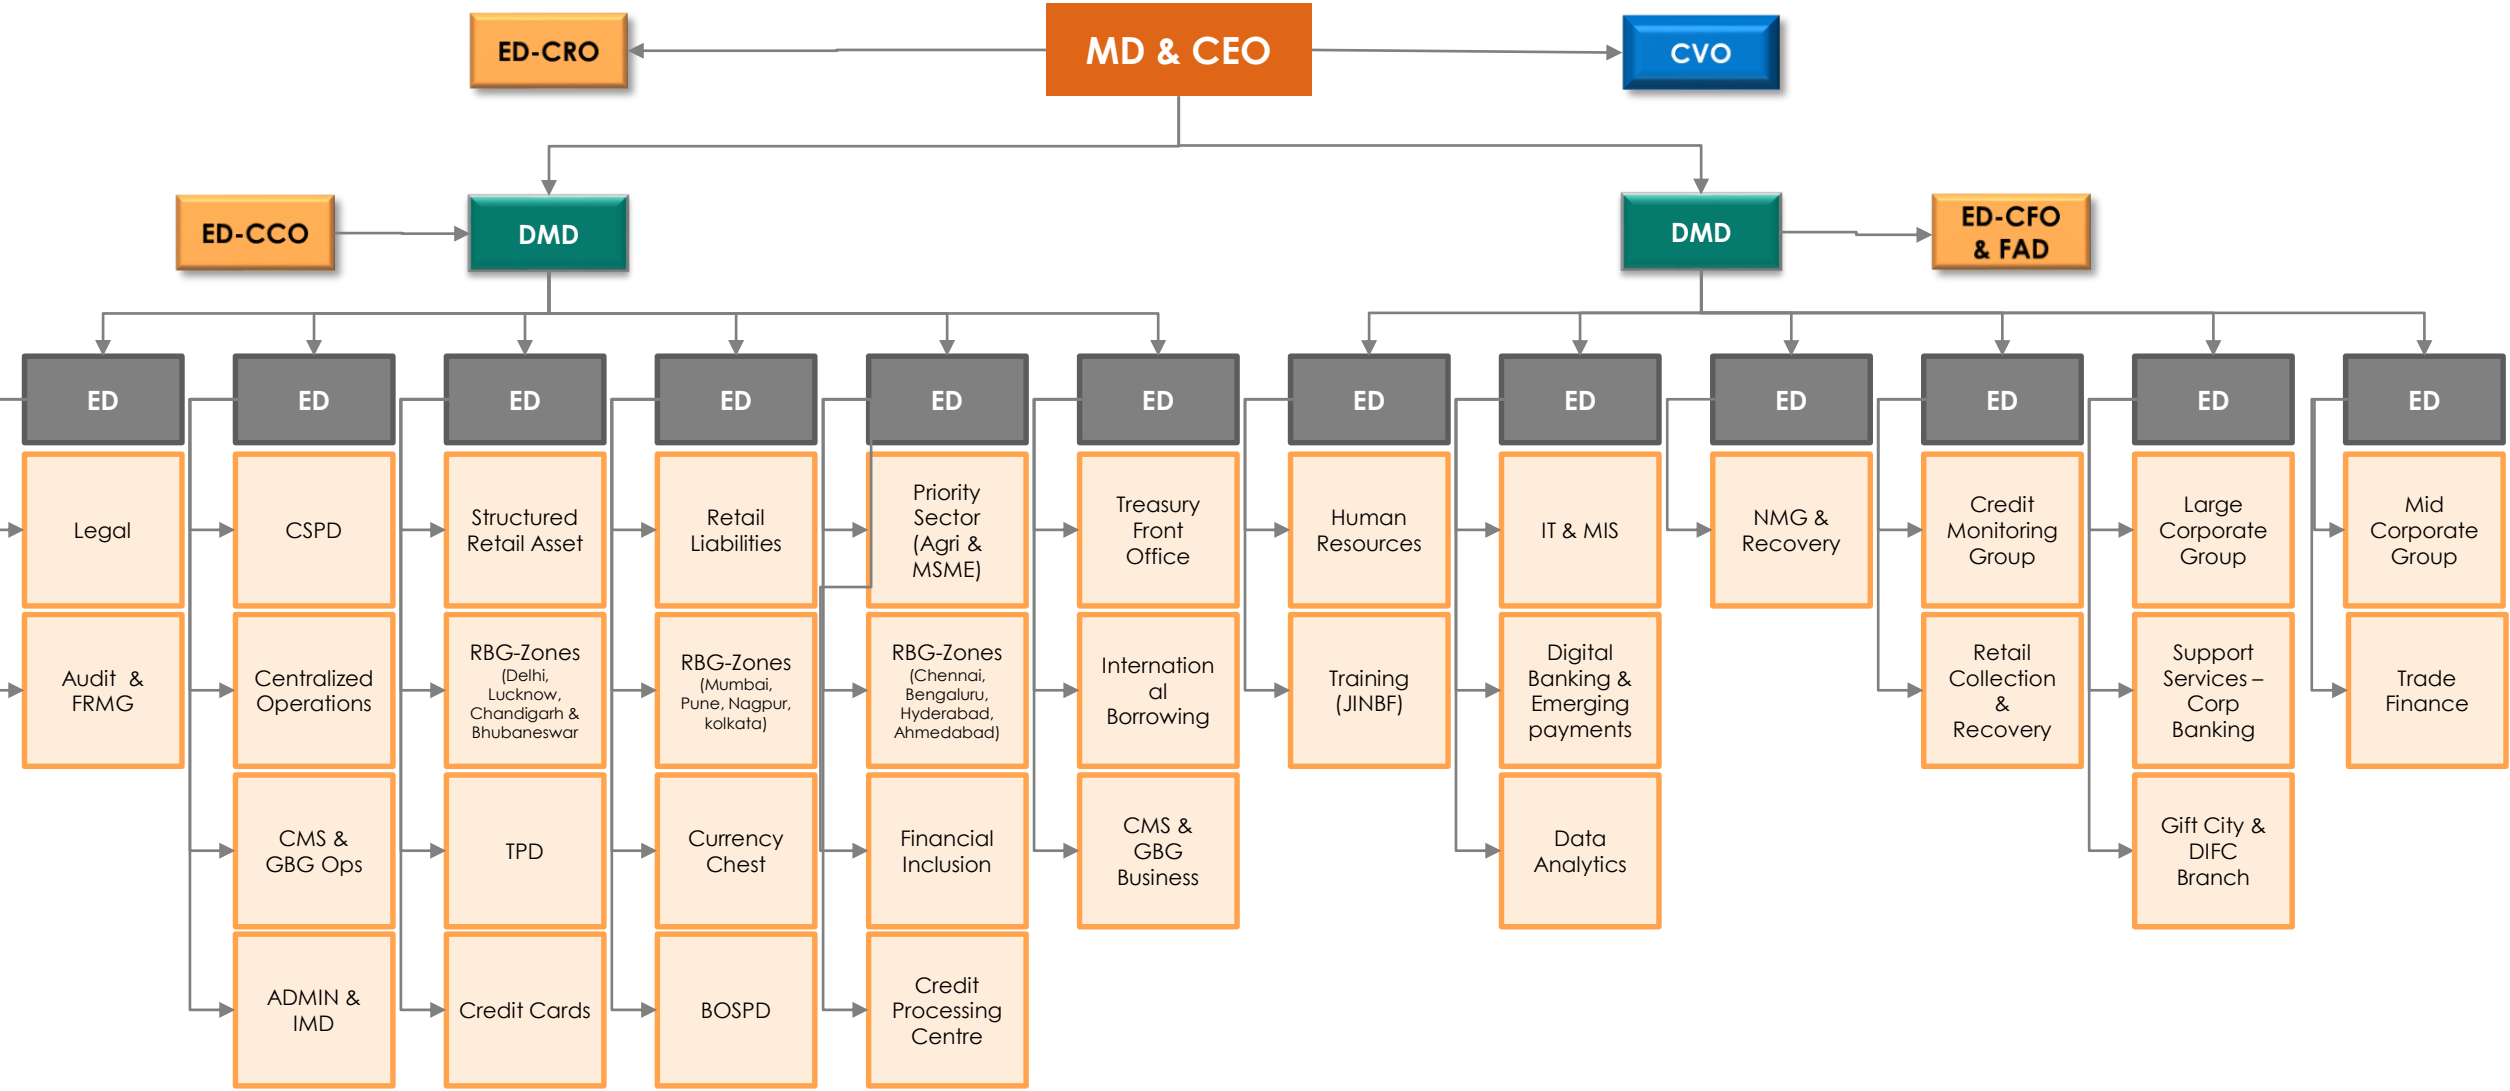 MD & CEO
ED-CRO
CVO
ED-CCO
DMD
DMD
ED-CFO
& FAD
ED
ED
ED
ED
ED
ED
ED
ED
ED
ED
ED
ED
Legal
Audit & 
FRMG
CSPD
Centralized
Operations
CMS &
GBG Ops
ADMIN &
IMD
Structured
Retail Asset
RBG-Zones
(Delhi,
Lucknow,
Chandigarh &
Bhubaneswar
TPD
Credit Cards
Retail
Liabilities
RBG-Zones
(Mumbai,
Pune, Nagpur,
kolkata)
Currency
Chest
BOSPD
Priority
Sector
(Agri &
MSME)
RBG-Zones
(Chennai,
Bengaluru,
Hyderabad,
Ahmedabad)
Financial
Inclusion
Credit
Processing
Centre
Treasury
Front
Office
Internation
al
Borrowing
CMS &
GBG
Business
Human
Resources
Training
(JINBF)
IT & MIS
Digital
Banking &
Emerging
payments
Data
Analytics
NMG &
Recovery
Credit
Monitoring
Group
Retail
Collection
&
Recovery
Large
Corporate
Group
Support
Services –
Corp
Banking
Gift City &
DIFC
Branch
Mid
Corporate
Group
Trade
Finance